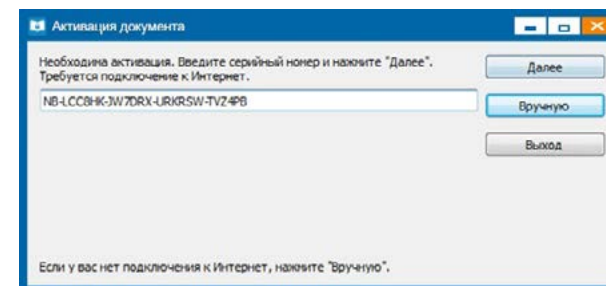 Активация документа
Необходима активация. Введите серийный номер и нажмите "Далее".
Требуется подключение к Интернет.
NB-LCC8HK-JW7DRX-URKRSW-TVZ4PB
Далее
Вручную
Выход
Если у вас нет подключения к Интернет, нажмите "Вручную".